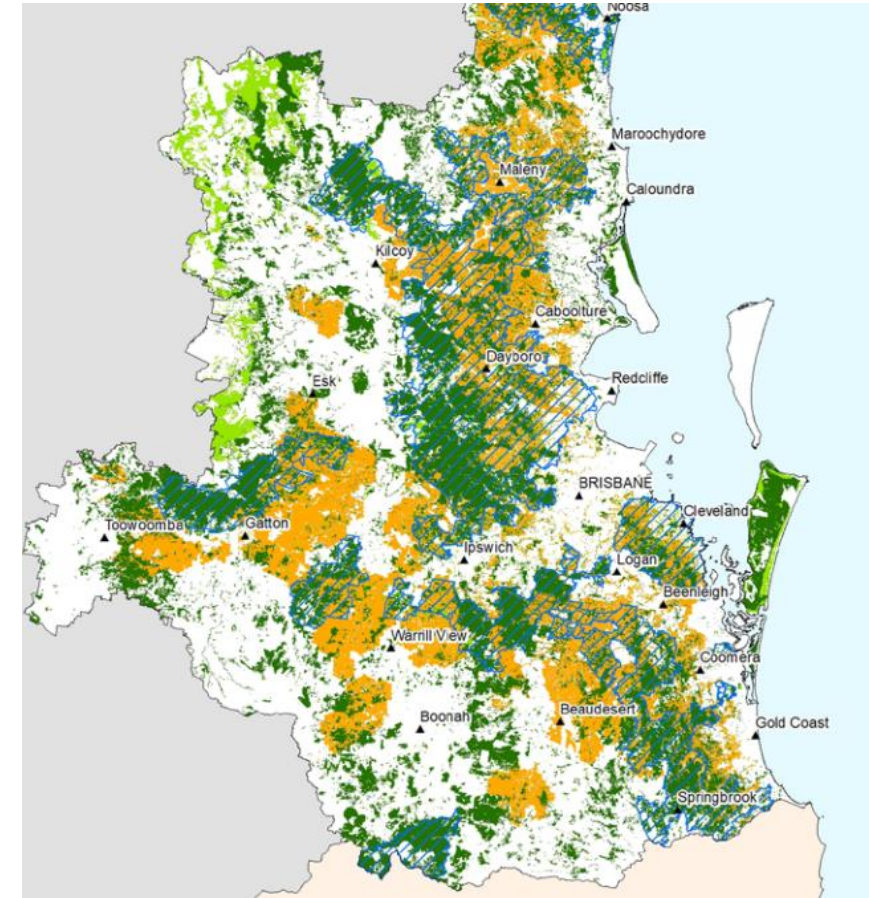 Noosa
Maroochydore
Maleny
Caloundra
Kilcoy
Caboolture
Dayboro
Esk
Redcliffe
BRISBANE
Cleveland
Toowoomba
Gatton
Ipswich
Logan
Beenleigh
Warrill View
Coomera
Beaudesert
Boonah
Gold Coast
Springbrook